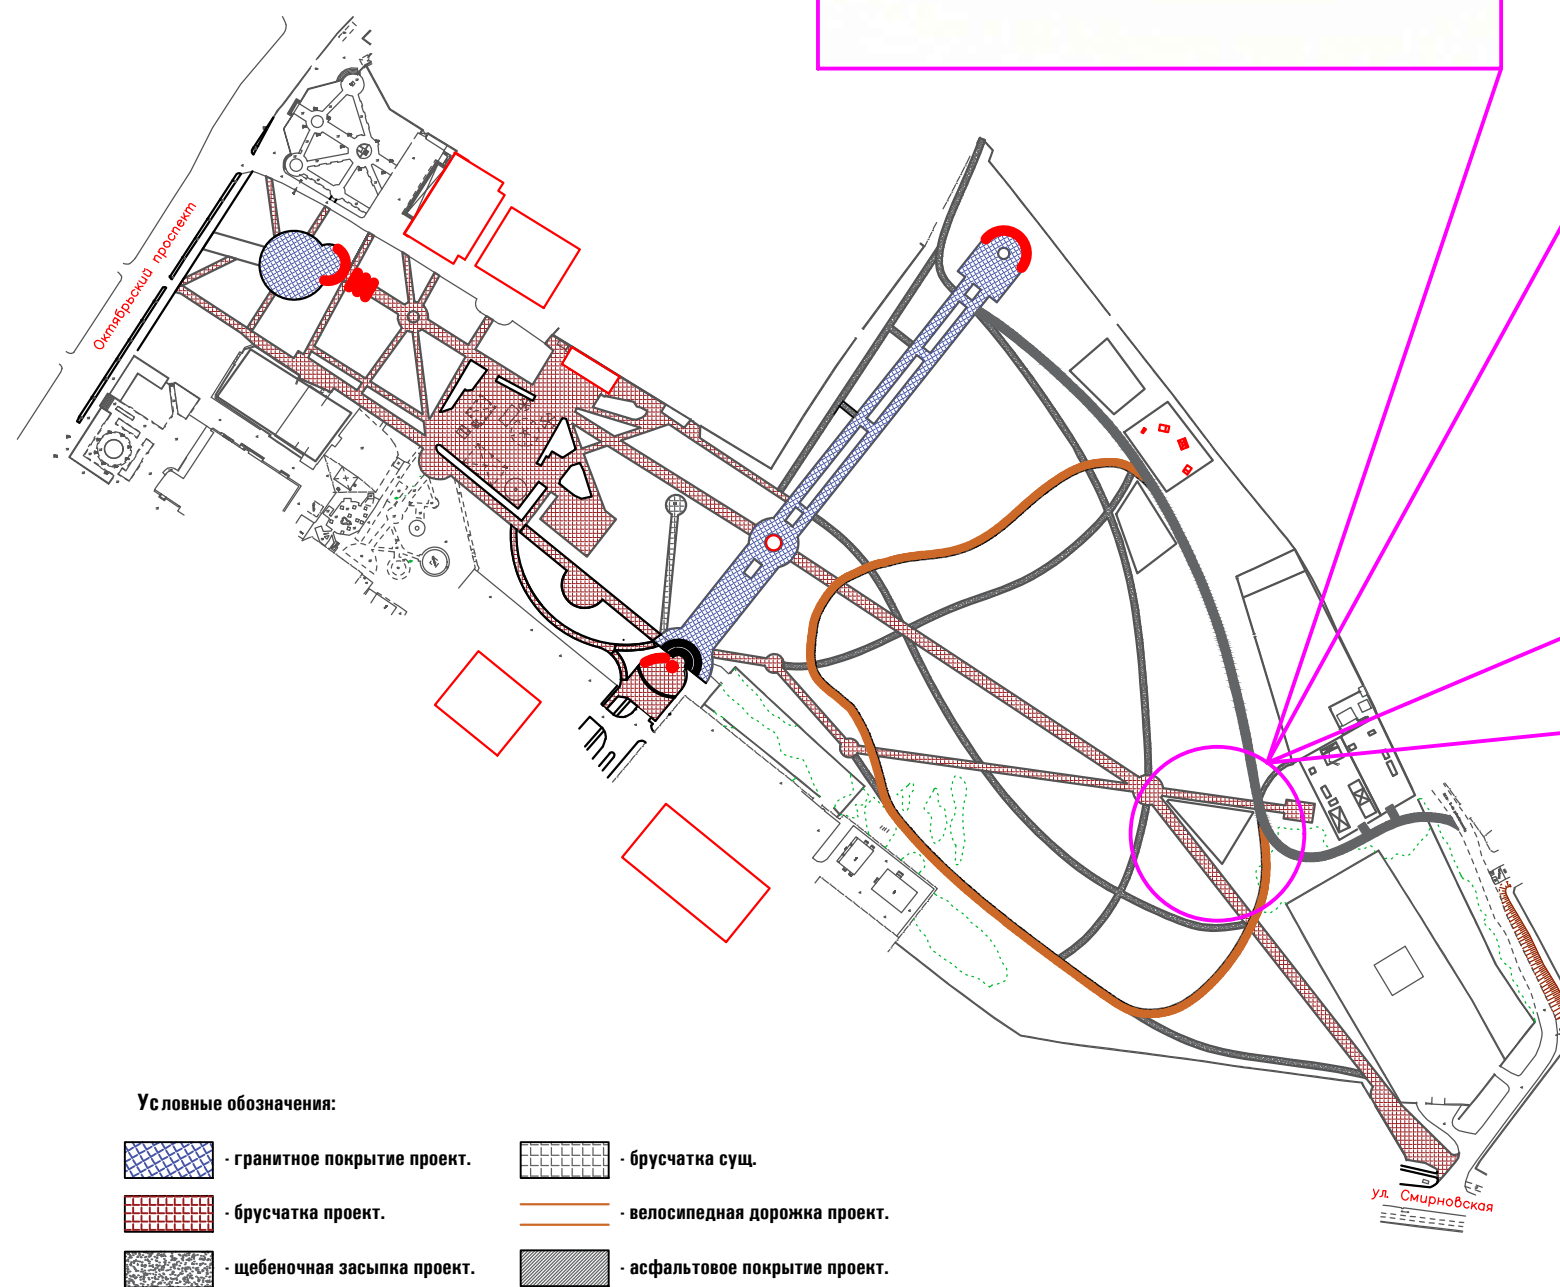 Октябрьский проспект
Условные обозначения:
- гранитное покрытие проект.
- брусчатка сущ.
- брусчатка проект.
- велосипедная дорожка проект.
- щебеночная засыпка проект.
- асфальтовое покрытие проект.
ул. Смирновская